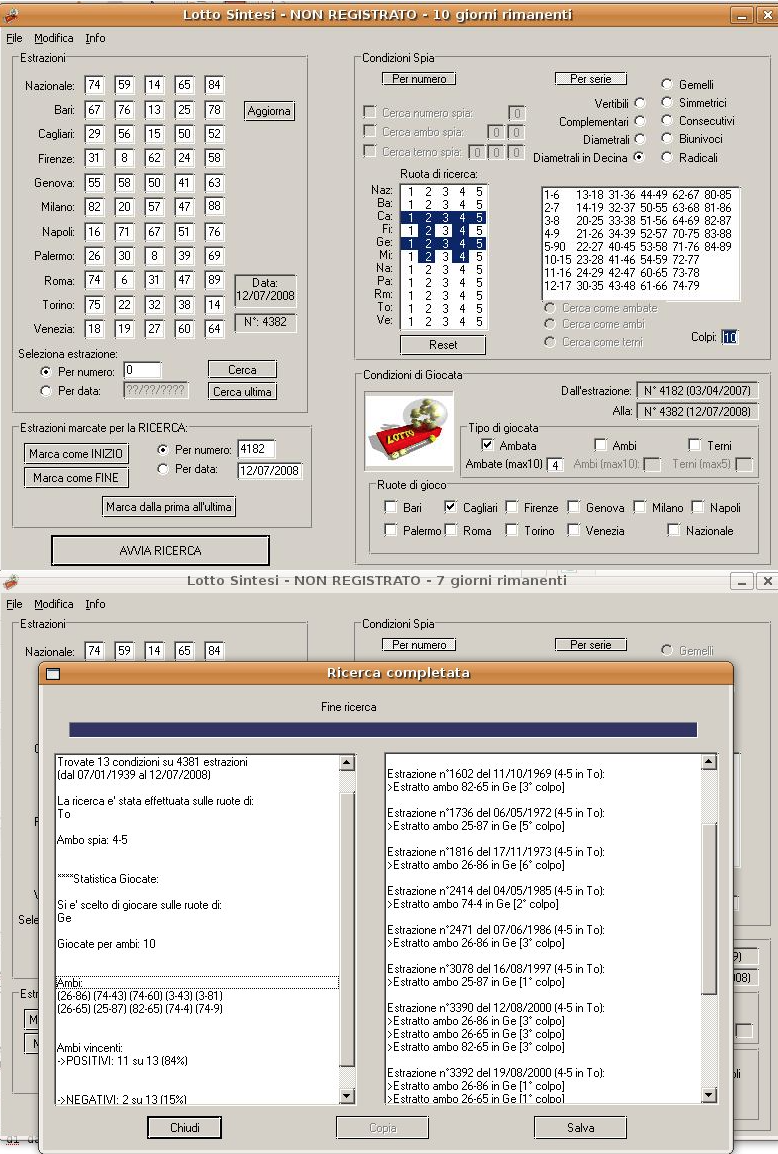 Lotto Sintesi - NON REGISTRATO - 10 giorni rimanenti
File Modifica Info
Estrazioni
Nazionale: 74 59 14 65 84
Bari: 67 76 13 25 78
Aggiorna
Cagliari: 29 56 15 50 52
Firenze: 31 8 62 24 58
Genova: 55 58 50 41 63
Milano: 82 20 57 47 88
Napoli: 16 71 67 51 76
Palermo: 26 30 8 39 69
Roma: 74 6 31 47 89
Torino: 75 22 32 38 14
Venezia: 18 19 27 60 64
Data:
12/07/2008
N°: 4382
Seleziona estrazione:
Per numero: 0
Cerca
Per data: ??/??/????
Cerca ultima
Estrazioni marcate per la RICERCA:
Marca come INIZIO
Per numero: 4182
Marca come FINE
Per data: 12/07/2008
Marca dalla prima all'ultima
AVVIA RICERCA
Condizioni Spia
Per numero
Per serie
Cerca numero spia: 0
Cerca ambo spia: 0 0
Cerca terno spia: 0 0 0
Gemelli
Vertibili
Simmetrici
Complementari
Consecutivi
Diametrali
Biunivoci
Diametrali in Decina
Radicali
Ruota di ricerca:
Naz: 1 2 3 4 5
Ba: 1 2 3 4 5
Ca: 1 2 3 4 5
Fi: 1 2 3 4 5
Ge: 1 2 3 4 5
Mi: 1 2 3 4 5
Na: 1 2 3 4 5
Pa: 1 2 3 4 5
Rm: 1 2 3 4 5
To: 1 2 3 4 5
Ve: 1 2 3 4 5
Reset
1-6 13-18 31-36 44-49 62-67 80-85
2-7 14-19 32-37 50-55 63-68 81-86
3-8 20-25 33-38 51-56 64-69 82-87
4-9 21-26 34-39 52-57 70-75 83-88
5-90 22-27 40-45 53-58 71-76 84-89
10-15 23-28 41-46 54-59 72-77
11-16 24-29 42-47 60-65 73-78
12-17 30-35 43-48 61-66 74-79
Cerca come ambate
Cerca come ambi
Cerca come terni
Colpi: 10
Condizioni di Giocata
LOTTO
Dall'estrazione: N° 4182 (03/04/2007)
Alla: N° 4382 (12/07/2008)
Tipo di giocata
Ambata Ambi Terni
Ambate (max10) 4 Ambi (max10): Terni (max5)
Ruote di gioco
Bari Cagliari Firenze Genova Milano Napoli
Palermo Roma Torino Venezia Nazionale
Lotto Sintesi - NON REGISTRATO - 7 giorni rimanenti
File Modifica Info
Estrazioni
Condizioni Spia
Nazionale: 74 59 14 65 84
Per numero
Per serie
Gemelli
Ricerca completata
Fine ricerca
Trovate 13 condizioni su 4381 estrazioni
(dal 07/01/1939 al 12/07/2008)
La ricerca e' stata effettuata sulle ruote di:
To
Ambo spia: 4-5
****Statistica Giocate:
Si e' scelto di giocare sulle ruote di:
Ge
Giocate per ambi: 10
Ambi:
(26-86) (74-43) (74-60) (3-43) (3-81)
(26-65) (25-87) (82-65) (74-4) (74-9)
Ambi vincenti:
->POSITIVI: 11 su 13 (84%)
->NEGATIVI: 2 su 13 (15%)
Estrazione n°1602 del 11/10/1969 (4-5 in To):
>Estratto ambo 82-65 in Ge [3° colpo]
Estrazione n°1736 del 06/05/1972 (4-5 in To):
>Estratto ambo 25-87 in Ge [5° colpo]
Estrazione n°1816 del 17/11/1973 (4-5 in To):
>Estratto ambo 26-86 in Ge [6° colpo]
Estrazione n°2414 del 04/05/1985 (4-5 in To):
>Estratto ambo 74-4 in Ge [2° colpo]
Estrazione n°2471 del 07/06/1986 (4-5 in To):
>Estratto ambo 26-86 in Ge [3° colpo]
Estrazione n°3078 del 16/08/1997 (4-5 in To):
>Estratto ambo 25-87 in Ge [1° colpo]
Estrazione n°3390 del 12/08/2000 (4-5 in To):
>Estratto ambo 26-86 in Ge [3° colpo]
>Estratto ambo 26-65 in Ge [3° colpo]
>Estratto ambo 82-65 in Ge [3° colpo]
Estrazione n°3392 del 19/08/2000 (4-5 in To):
>Estratto ambo 26-86 in Ge [1° colpo]
>Estratto ambo 26-65 in Ge [1° colpo]
Chiudi
Copia
Salva